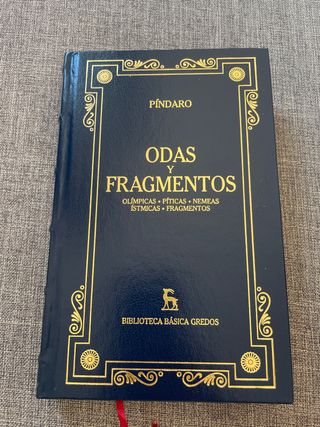 PÍNDARO
ODAS
Y
FRAGMENTOS
OLÍMPICAS • PÍTICAS • NEMEAS
ÍSTMICAS • FRAGMENTOS
BIBLIOTECA BÁSICA GREDOS